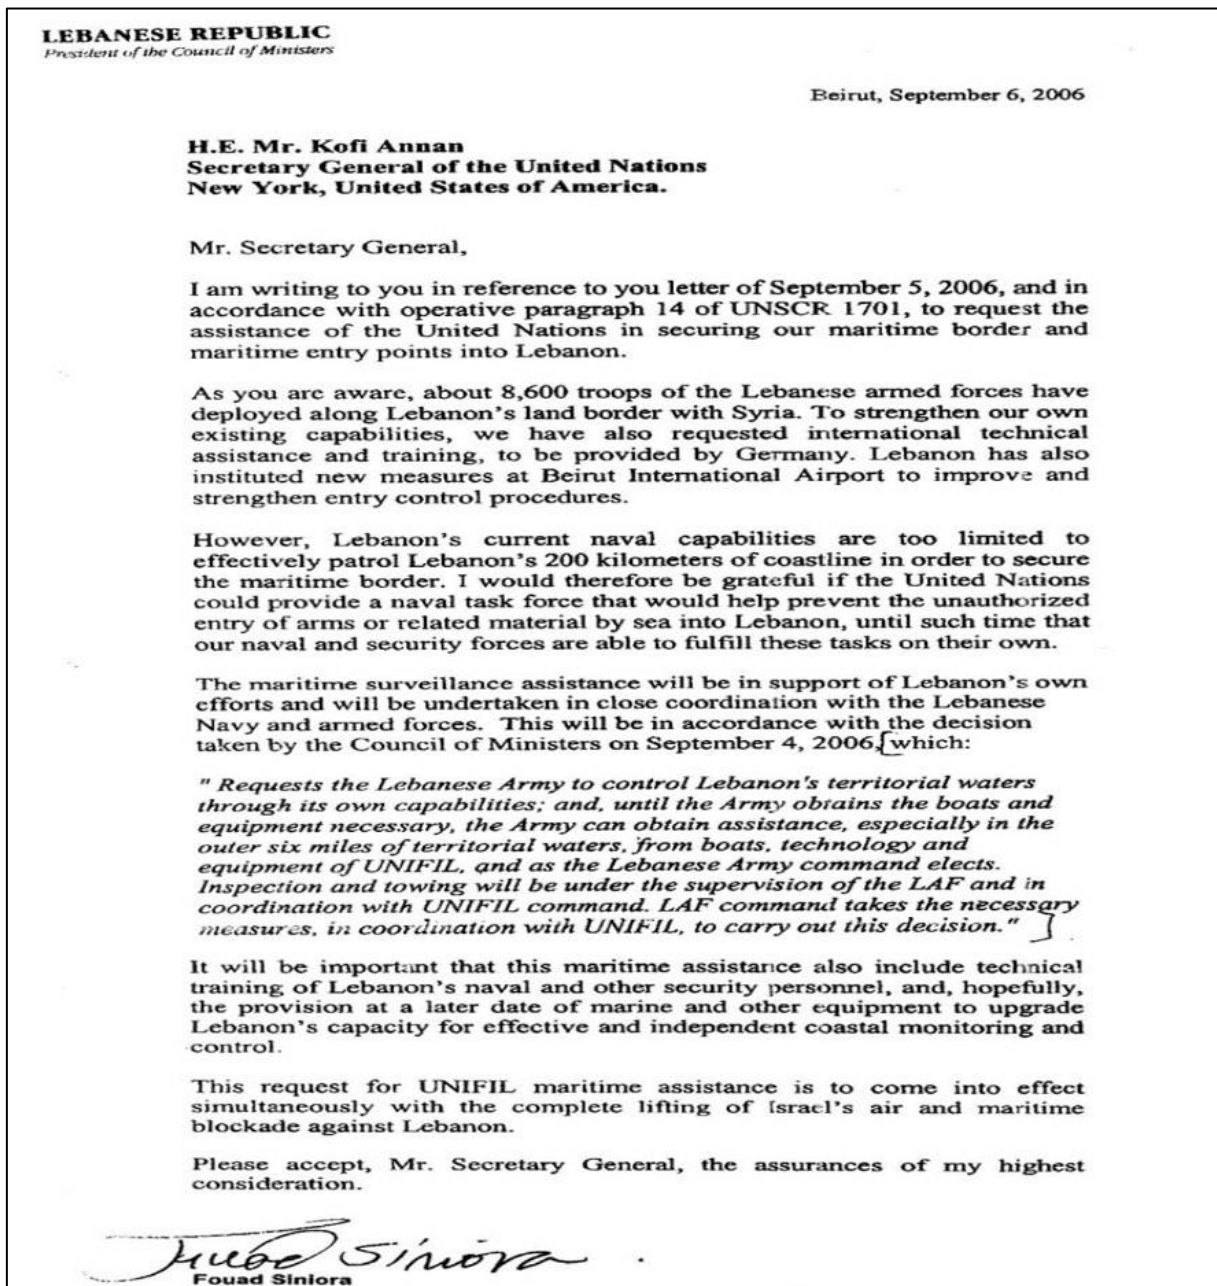 LEBANESE REPUBLIC
President of the Council of Ministers
Beirut, September 6, 2006
H.E. Mr. Kofi Annan
Secretary General of the United Nations
New York, United States of America.
Mr. Secretary General,
I am writing to you in reference to you letter of September 5, 2006, and in
accordance with operative paragraph 14 of UNSCR 1701, to request the
assistance of the United Nations in securing our maritime border and
maritime entry points into Lebanon.
As you are aware, about 8,600 troops of the Lebanese armed forces have
deployed along Lebanon's land border with Syria. To strengthen our own
existing capabilities, we have also requested international technical
assistance and training, to be provided by Germany. Lebanon has also
instituted new measures at Beirut International Airport to improve and
strengthen entry control procedures.
However, Lebanon's current naval capabilities are too limited to
effectively patrol Lebanon's 200 kilometers of coastline in order to secure
the maritime border. I would therefore be grateful if the United Nations
could provide a naval task force that would help prevent the unauthorized
entry of arms or related material by sea into Lebanon, until such time that
our naval and security forces are able to fulfill these tasks on their own.
The maritime surveillance assistance will be in support of Lebanon's own
efforts and will be undertaken in close coordination with the Lebanese
Navy and armed forces. This will be in accordance with the decision
taken by the Council of Ministers on September 4, 2006, [which:
" Requests the Lebanese Army to control Lebanon's territorial waters
through its own capabilities; and, until the Army obtains the boats and
equipment necessary, the Army can obtain assistance, especially in the
outer six miles of territorial waters, from boats, technology and
equipment of UNIFIL, and as the Lebanese Army command elects.
Inspection and towing will be under the supervision of the LAF and in
coordination with UNIFIL command. LAF command takes the necessary
measures, in coordination with UNIFIL, to carry out this decision." ]
It will be important that this maritime assistance also include technical
training of Lebanon's naval and other security personnel, and, hopefully,
the provision at a later date of marine and other equipment to upgrade
Lebanon's capacity for effective and independent coastal monitoring and
control.
This request for UNIFIL maritime assistance is to come into effect
simultaneously with the complete lifting of Israel's air and maritime
blockade against Lebanon.
Please accept, Mr. Secretary General, the assurances of my highest
consideration.
Fouad Siniora
Fouad Siniora